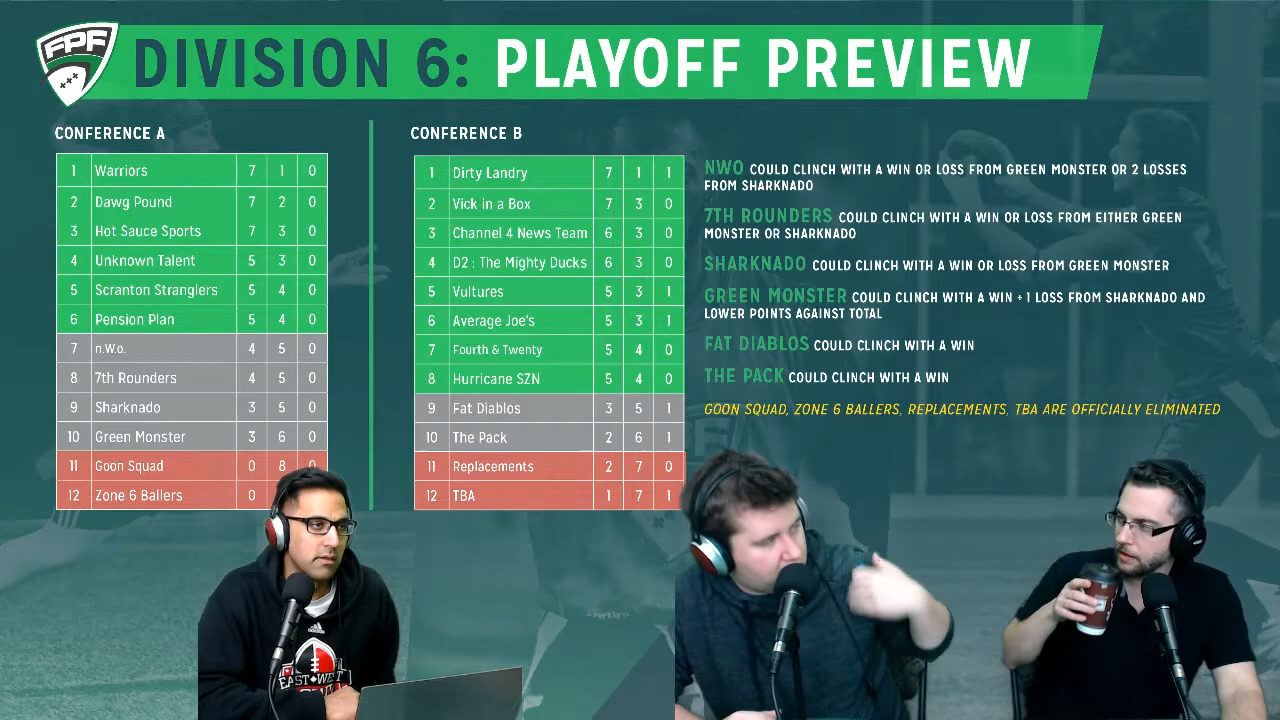 FPF
DIVISION 6: PLAYOFF PREVIEW
CONFERENCE A
1 Warriors 7 1 0
2 Dawg Pound 7 2 0
3 Hot Sauce Sports 7 3 0
4 Unknown Talent 5 3 0
5 Scranton Stranglers 5 4 0
6 Pension Plan 5 4 0
7 n.W.o. 4 5 0
8 7th Rounders 4 5 0
9 Sharknado 3 5 0
10 Green Monster 3 6 0
11 Goon Squad 0 8 0
12 Zone 6 Ballers 0
CONFERENCE B
1 Dirty Landry 7 1 1
2 Vick in a Box 7 3 0
3 Channel 4 News Team 6 3 0
4 D2 : The Mighty Ducks 6 3 0
5 Vultures 5 3 1
6 Average Joe's 5 3 1
7 Fourth & Twenty 5 4 0
8 Hurricane SZN 5 4 0
9 Fat Diablos 3 5 1
10 The Pack 2 6 1
11 Replacements 2 7 0
12 TBA 1 7 1
NWO COULD CLINCH WITH A WIN OR LOSS FROM GREEN MONSTER OR 2 LOSSES
FROM SHARKNADO
7TH ROUNDERS COULD CLINCH WITH A WIN OR LOSS FROM EITHER GREEN
MONSTER OR SHARKNADO
SHARKNADO COULD CLINCH WITH A WIN OR LOSS FROM GREEN MONSTER
GREEN MONSTER COULD CLINCH WITH A WIN + 1 LOSS FROM SHARKNADO AND
LOWER POINTS AGAINST TOTAL
FAT DIABLOS COULD CLINCH WITH A WIN
THE PACK COULD CLINCH WITH A WIN
GOON SQUAD, ZONE 6 BALLERS, REPLACEMENTS, TBA ARE OFFICIALLY ELIMINATED
EAST WEST